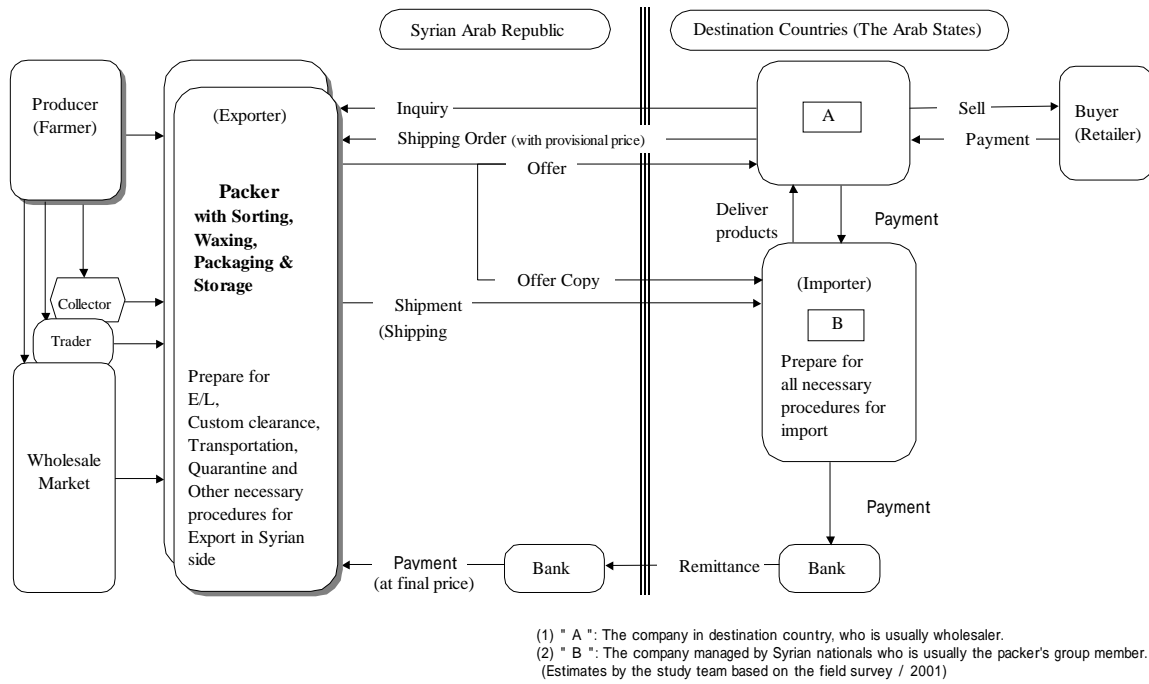 Syrian Arab Republic
Destination Countries (The Arab States)
Producer
(Farmer)
(Exporter)
Packer
with Sorting,
Waxing,
Packaging &
Storage
Prepare for
E/L,
Custom clearance,
Transportation,
Quarantine and
Other necessary
procedures for
Export in Syrian
side
Collector
Trader
Wholesale
Market
Inquiry
Shipping Order (with provisional price)
Offer
Offer Copy
Shipment
(Shipping
A
Sell
Payment
Buyer
(Retailer)
Deliver
products
Payment
(Importer)
B
Prepare for
all necessary
procedures for
import
Payment
Payment
(at final price)
Bank
Remittance
Bank
(1) " A ": The company in destination country, who is usually wholesaler.
(2) " B ": The company managed by Syrian nationals who is usually the packer's group member.
(Estimates by the study team based on the field survey / 2001)